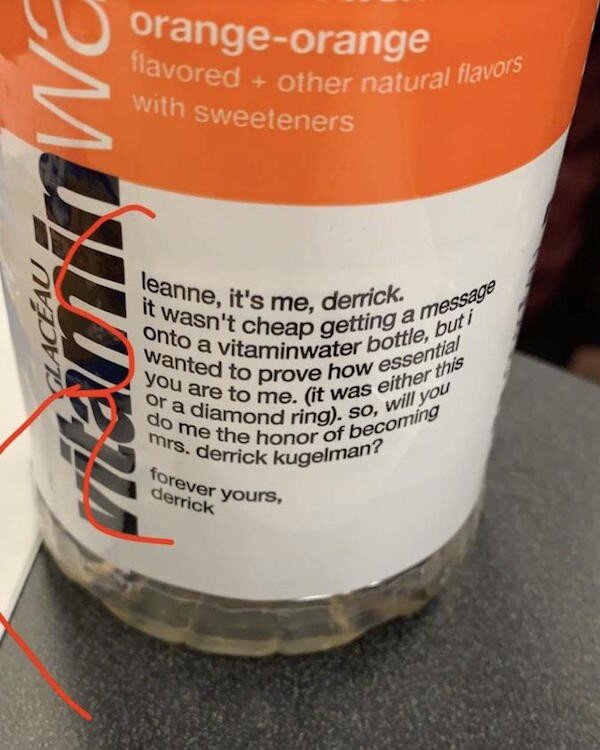 orange-orange
flavored + other natural flavors
with sweeteners
GLACÉAU
vitamin wa
leanne, it's me, derrick.
it wasn't cheap getting a message
onto a vitaminwater bottle, but i
wanted to prove how essential
you are to me. (it was either this
or a diamond ring). so, will you
do me the honor of becoming
mrs. derrick kugelman?
forever yours,
derrick